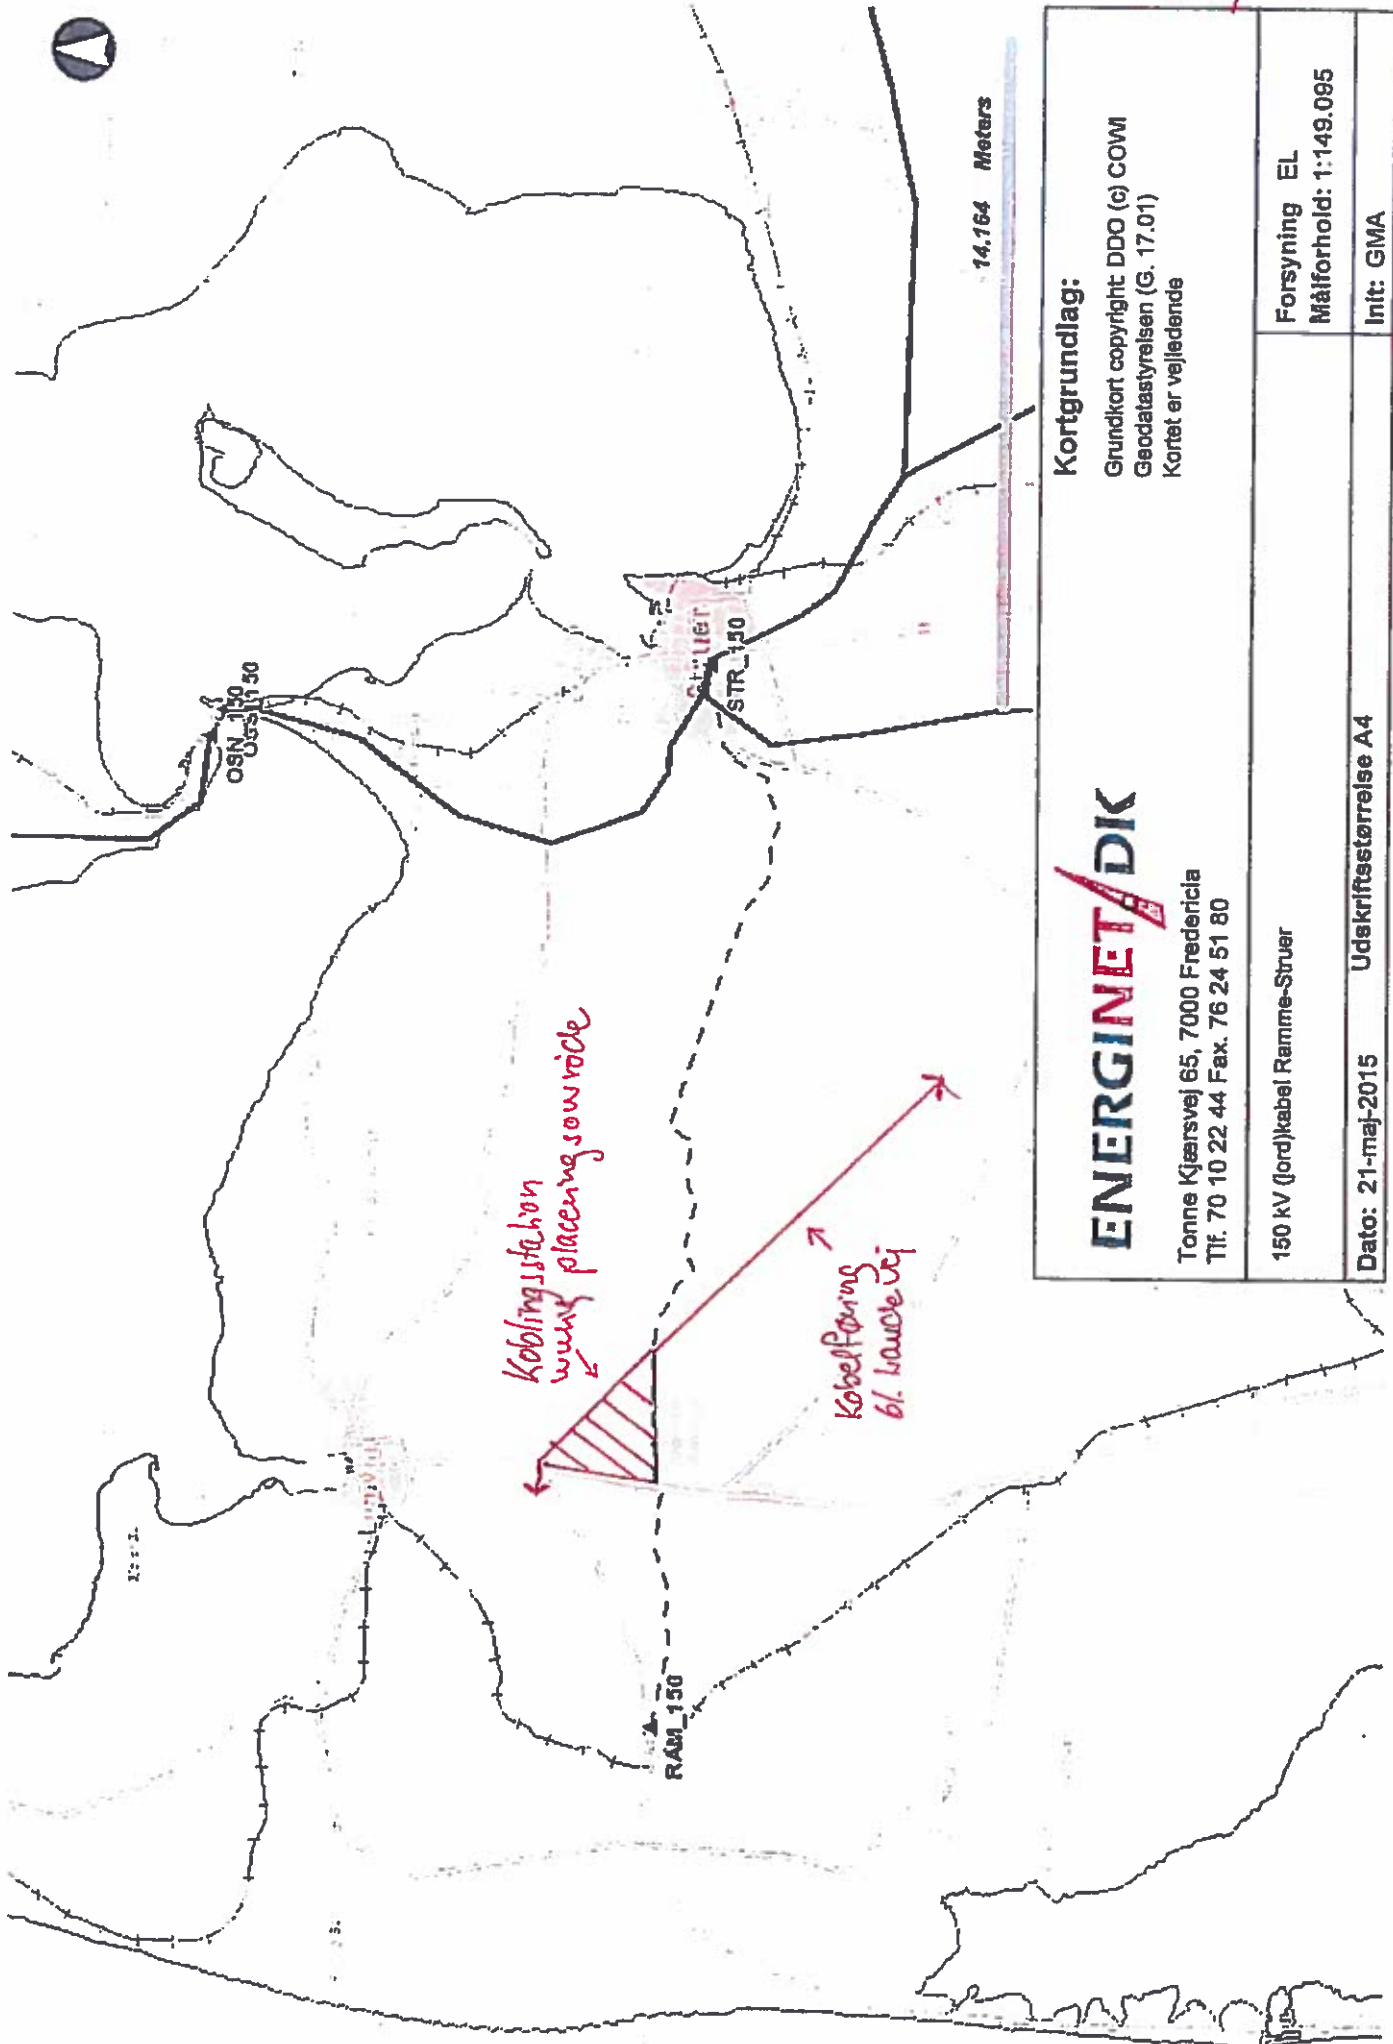 OSN_150
STR_150
RAM_150
14.164 Meters
Koblingsstation
placeringsområde
Kabelføring
Kortgrundlag:
Grundkort copyright: DDO (c) COWI
Geodatastyrelsen (G. 17.01)
Kortet er vejledende
ENERGINET/DK
Tonne Kjærsvej 65, 7000 Fredericia
Tlf. 70 10 22 44 Fax. 76 24 51 80
150 kV (jord)kabel Ramme-Struer
Forsyning EL
Målforhold: 1:149.095
Dato: 21-maj-2015
Udskriftsstørrelse A4
Init: GMA